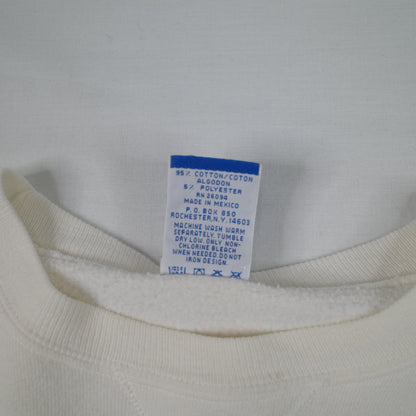 95% COTTON/COTON
ALGODON
5% POLYESTER
RN 26094
MADE IN MEXICO
P.O. BOX 850
ROCHESTER, N.Y. 14603
MACHINE WASH WARM
SEPARATELY. TUMBLE
DRY LOW. ONLY NON-
CHLORINE BLEACH
WHEN NEEDED. DO NOT
IRON DESIGN.